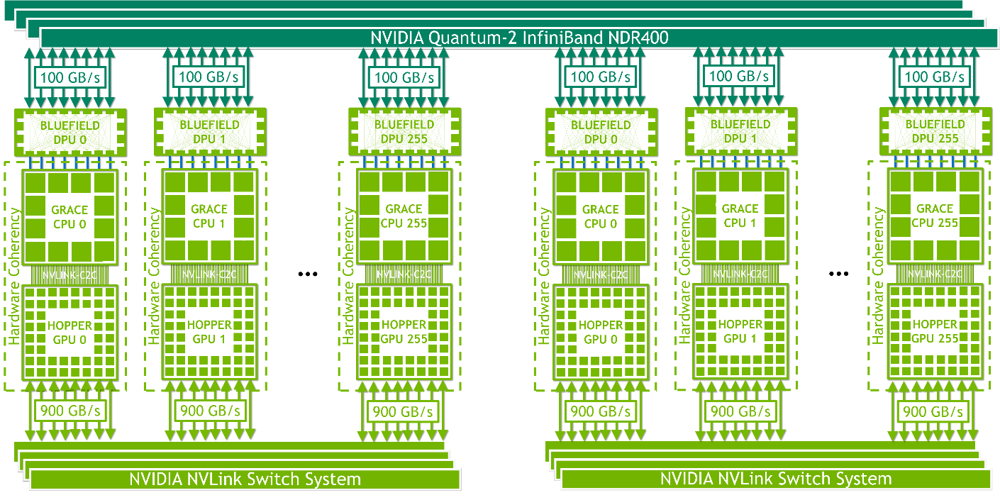 NVIDIA Quantum-2 InfiniBand NDR400
100 GB/s
100 GB/s
100 GB/s
100 GB/s
100 GB/s
100 GB/s
BLUEFIELD
DPU 0
BLUEFIELD
DPU 1
BLUEFIELD
DPU 255
BLUEFIELD
DPU 0
BLUEFIELD
DPU 1
BLUEFIELD
DPU 255
Hardware Coherency
GRACE
CPU 0
NVLINK-C2C
HOPPER
GPU 0
Hardware Coherency
GRACE
CPU 1
NVLINK-C2C
HOPPER
GPU 1
...
Hardware Coherency
GRACE
CPU 255
NVLINK-C2C
HOPPER
GPU 255
Hardware Coherency
GRACE
CPU 0
NVLINK-C2C
HOPPER
GPU 0
Hardware Coherency
GRACE
CPU 1
NVLINK-C2C
HOPPER
GPU 1
...
Hardware Coherency
GRACE
CPU 255
NVLINK-C2C
HOPPER
GPU 255
900 GB/s
900 GB/s
900 GB/s
900 GB/s
900 GB/s
900 GB/s
NVIDIA NVLink Switch System
NVIDIA NVLink Switch System